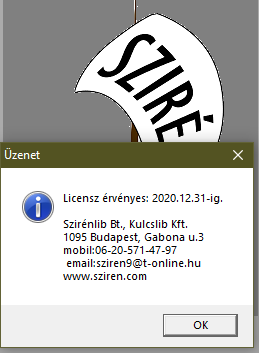 SZIRÉ
Üzenet
Licensz érvényes: 2020.12.31-ig.
Szirénlib Bt., Kulcslib Kft.
1095 Budapest, Gabona u.3
mobil:06-20-571-47-97
email:sziren9@t-online.hu
www.sziren.com
OK